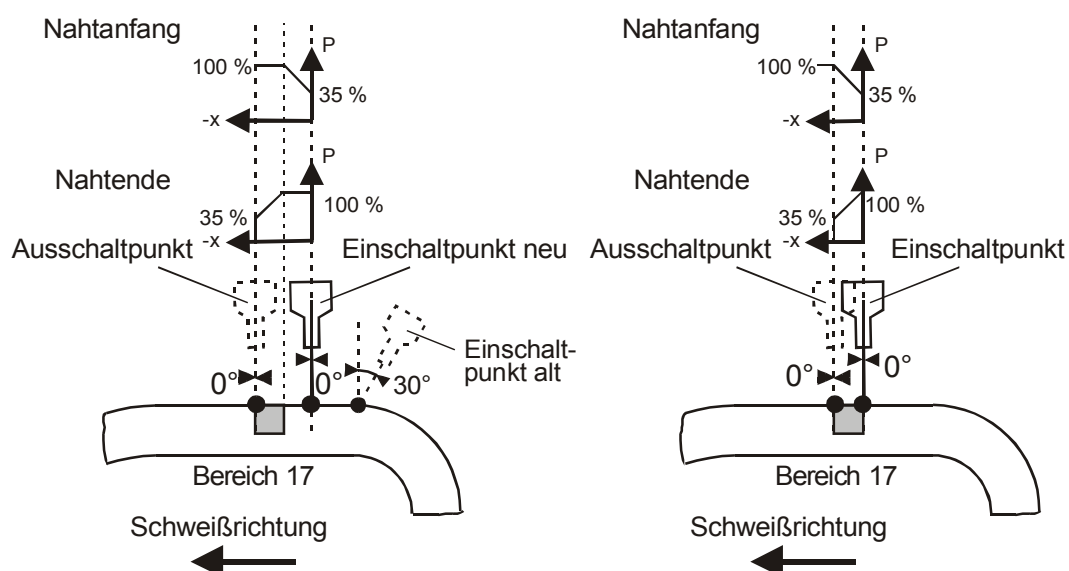 Nahtanfang
P
100 %
35 %
-x
P
Nahtende
35 %
100 %
-x
Ausschaltpunkt
Einschaltpunkt neu
Einschalt-
punkt alt
0°
0°
30°
Bereich 17
Schweißrichtung
Nahtanfang
P
100 %
35 %
-x
P
Nahtende
100 %
35 %
-x
Ausschaltpunkt
Einschaltpunkt
0°
0°
Bereich 17
Schweißrichtung